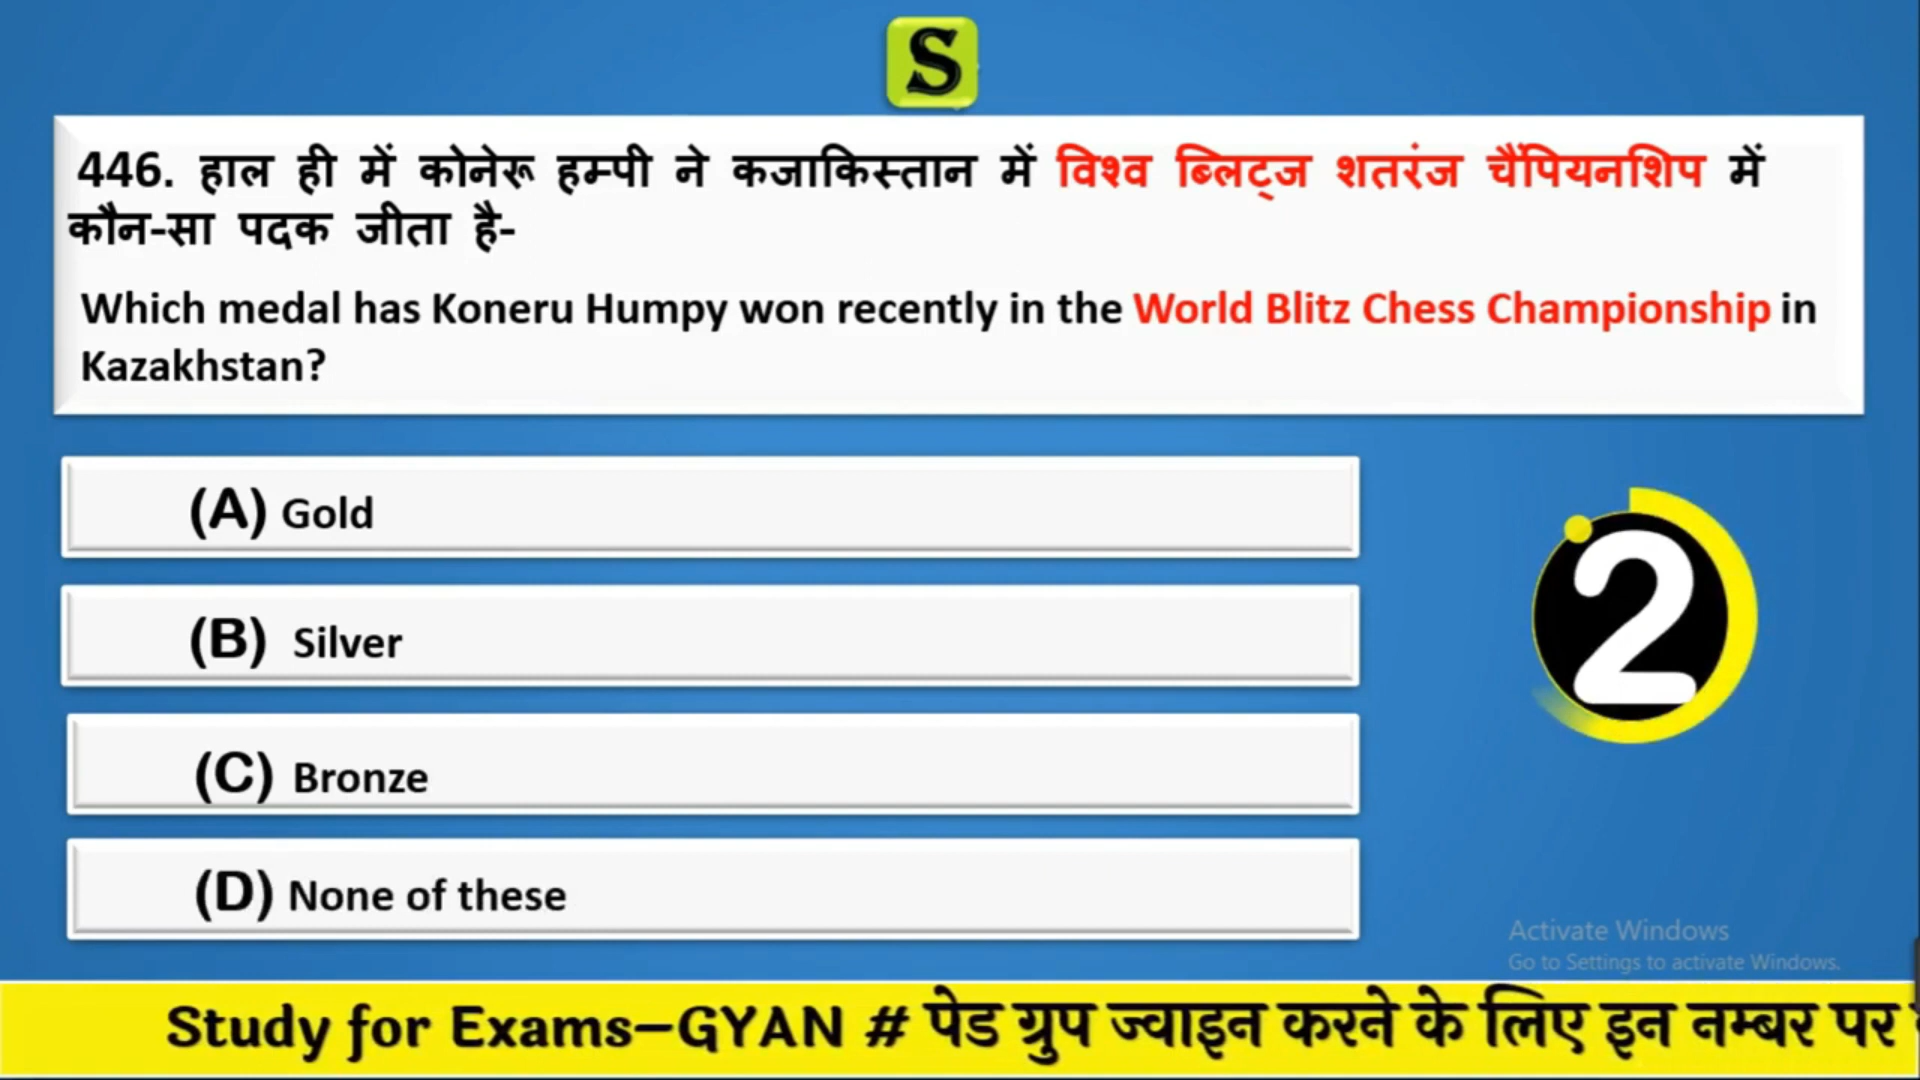 S
446. हाल ही में कोनेरू हम्पी ने कजाकिस्तान में विश्व ब्लिट्ज शतरंज चैंपियनशिप में
कौन-सा पदक जीता है-
Which medal has Koneru Humpy won recently in the World Blitz Chess Championship in
Kazakhstan?
(A) Gold
(B) Silver
2
(C) Bronze
(D) None of these
Activate Windows
Go to Settings to activate Windows.
Study for Exams–GYAN # पेड ग्रुप ज्वाइन करने के लिए इन नम्बर पर